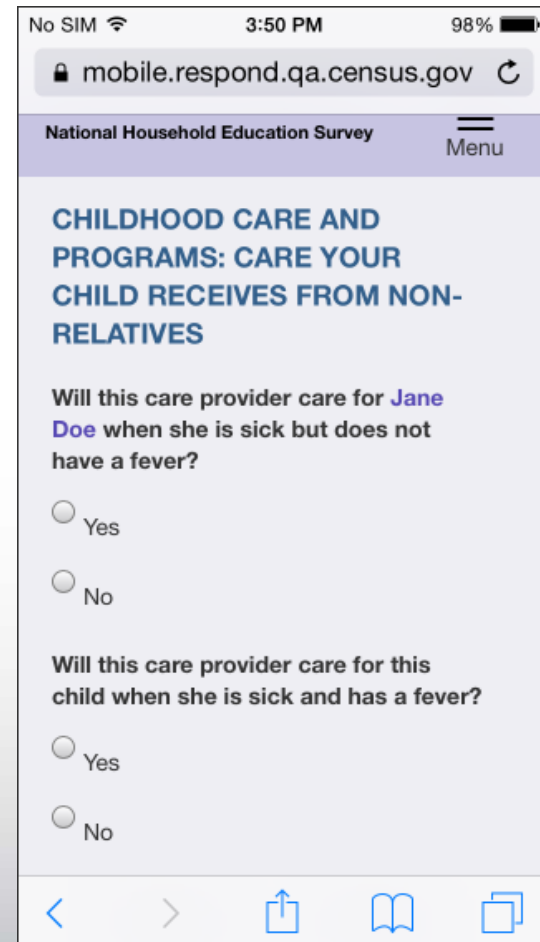 No SIM 3:50 PM 98%
mobile.respond.qa.census.gov
National Household Education Survey
Menu
CHILDHOOD CARE AND
PROGRAMS: CARE YOUR
CHILD RECEIVES FROM NON-
RELATIVES
Will this care provider care for Jane
Doe when she is sick but does not
have a fever?
Yes
No
Will this care provider care for this
child when she is sick and has a fever?
Yes
No